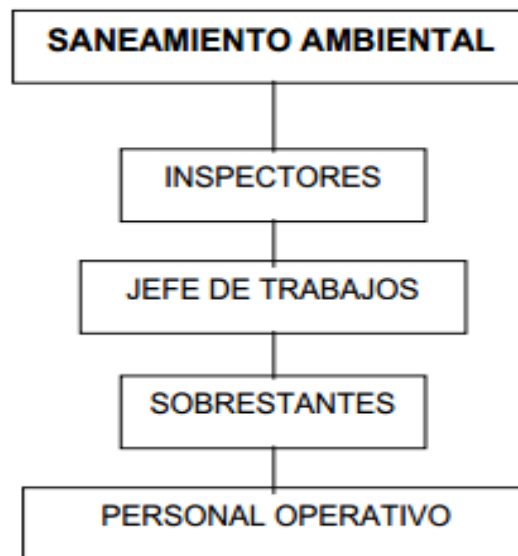 SANEAMIENTO AMBIENTAL
INSPECTORES
JEFE DE TRABAJOS
SOBRESTANTES
PERSONAL OPERATIVO